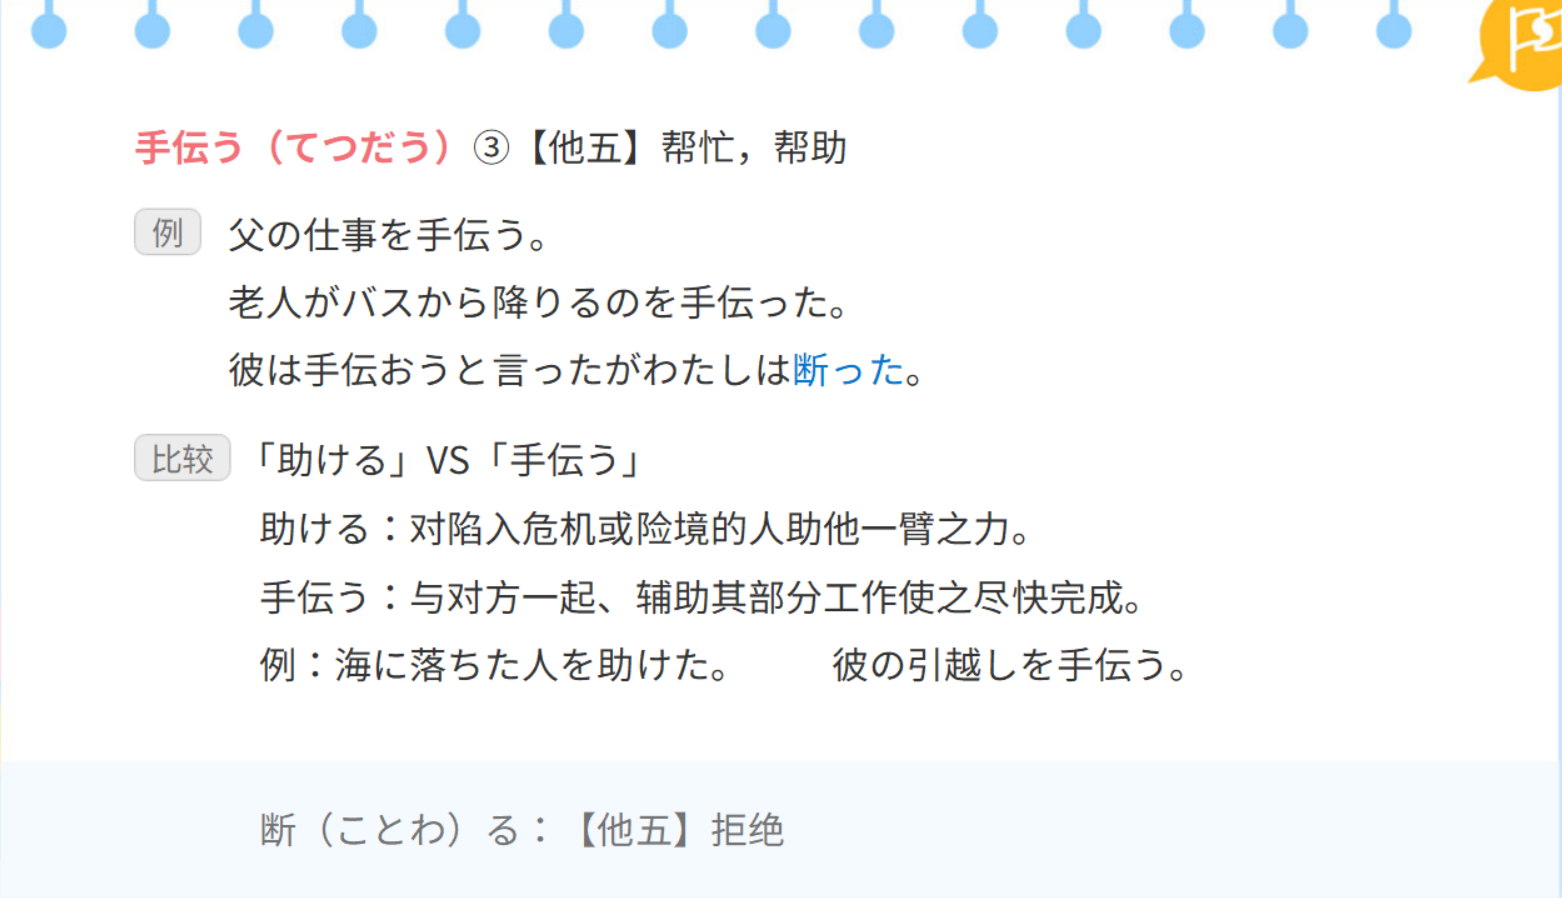 手伝う（てつだう）③【他五】帮忙，帮助
例 父の仕事を手伝う。
老人がバスから降りるのを手伝った。
彼は手伝おうと言ったがわたしは断った。
比较 「助ける」VS「手伝う」
助ける：对陷入危机或险境的人助他一臂之力。
手伝う：与对方一起、辅助其部分工作使之尽快完成。
例：海に落ちた人を助けた。 彼の引越しを手伝う。
断（ことわ）る：【他五】拒绝